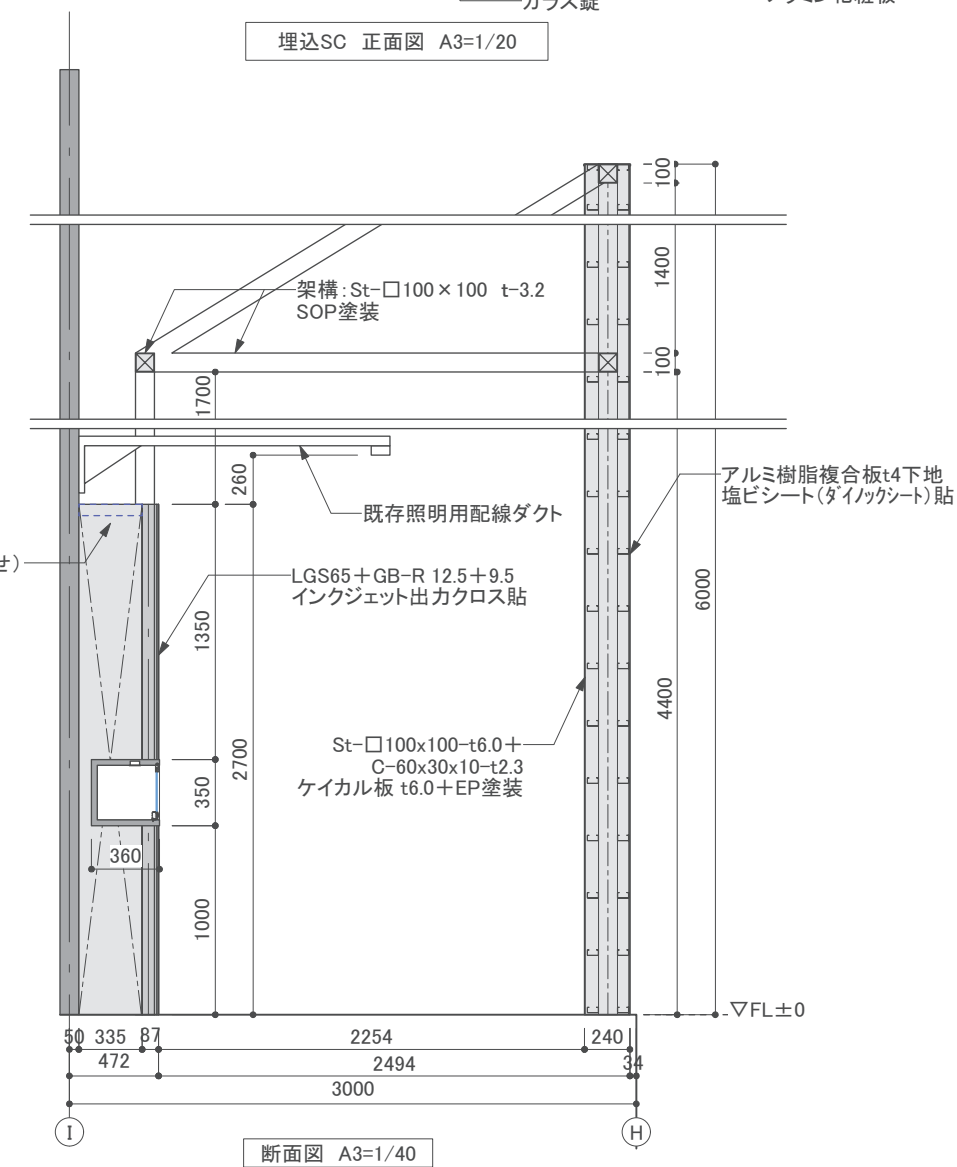 ガラス錠
埋込SC 正面図 A3=1/20
100
1400
架構:St-□100×100 t-3.2
SOP塗装
100
1700
260
アルミ樹脂複合板t4下地
塩ビシート(ダイノックシート)貼
既存照明用配線ダクト
せ)
LGS65+GB-R 12.5+9.5
インクジェット出力クロス貼
6000
1350
4400
2700
St-□100x100-t6.0+
C-60x30x10-t2.3
ケイカル板 t6.0+EP塗装
350
360
1000
▽FL±0
50 335 87 2254 240
472 2494 34
3000
I H
断面図 A3=1/40